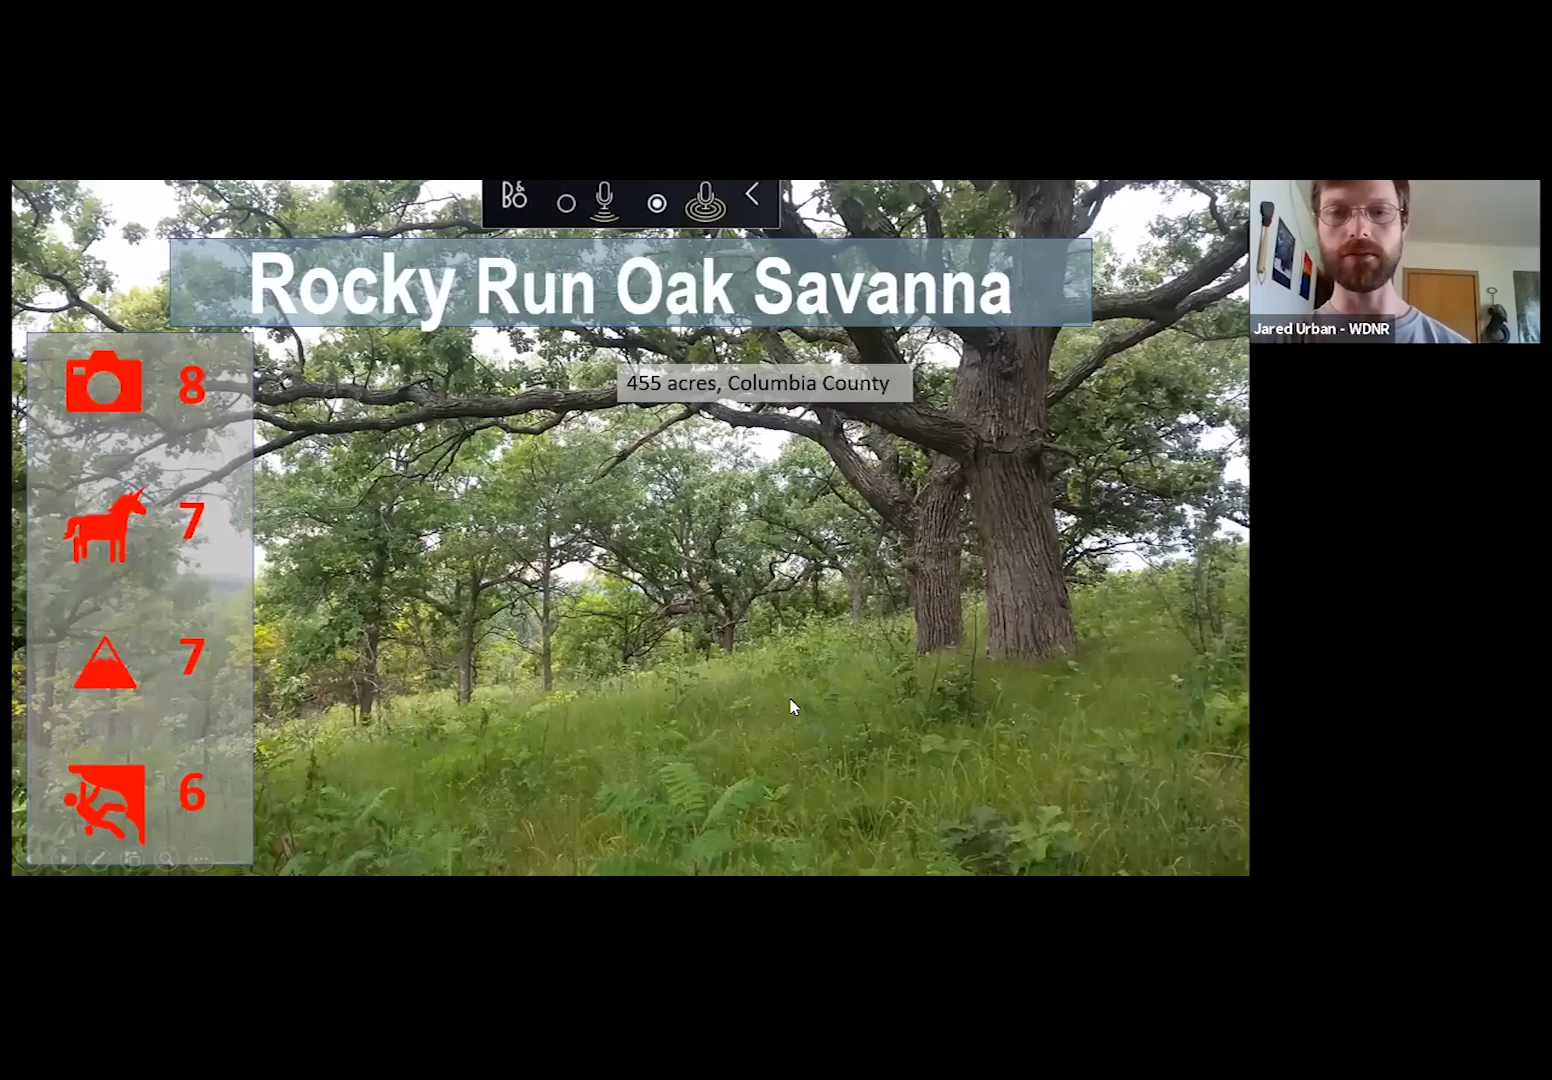 B&O
Rocky Run Oak Savanna
455 acres, Columbia County
8
7
7
6
Jared Urban - WDNR